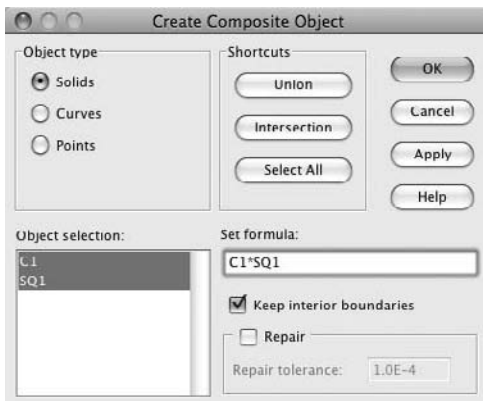 Create Composite Object
Object type
Solids
Curves
Points
Shortcuts
Union
Intersection
Select All
OK
Cancel
Apply
Help
Object selection:
C1
SQ1
Set formula:
C1*SQ1
Keep interior boundaries
Repair
Repair tolerance:
1.0E-4